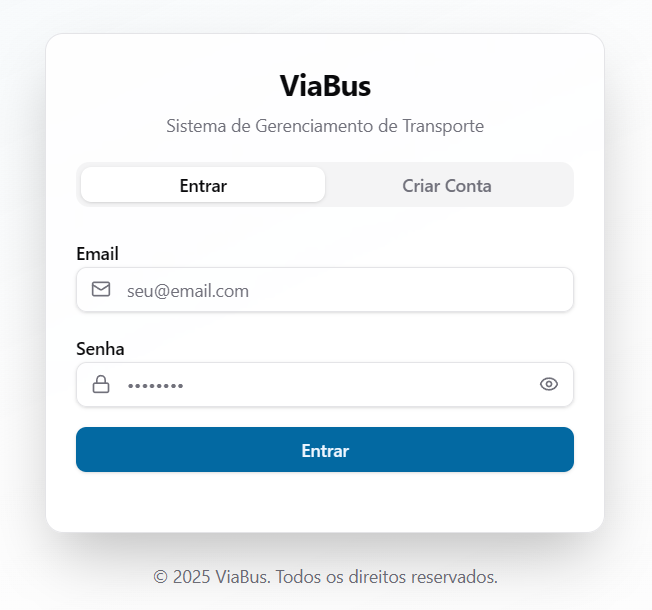 ViaBus
Sistema de Gerenciamento de Transporte
Entrar
Criar Conta
Email
seu@email.com
Senha
••••••••
Entrar
© 2025 ViaBus. Todos os direitos reservados.